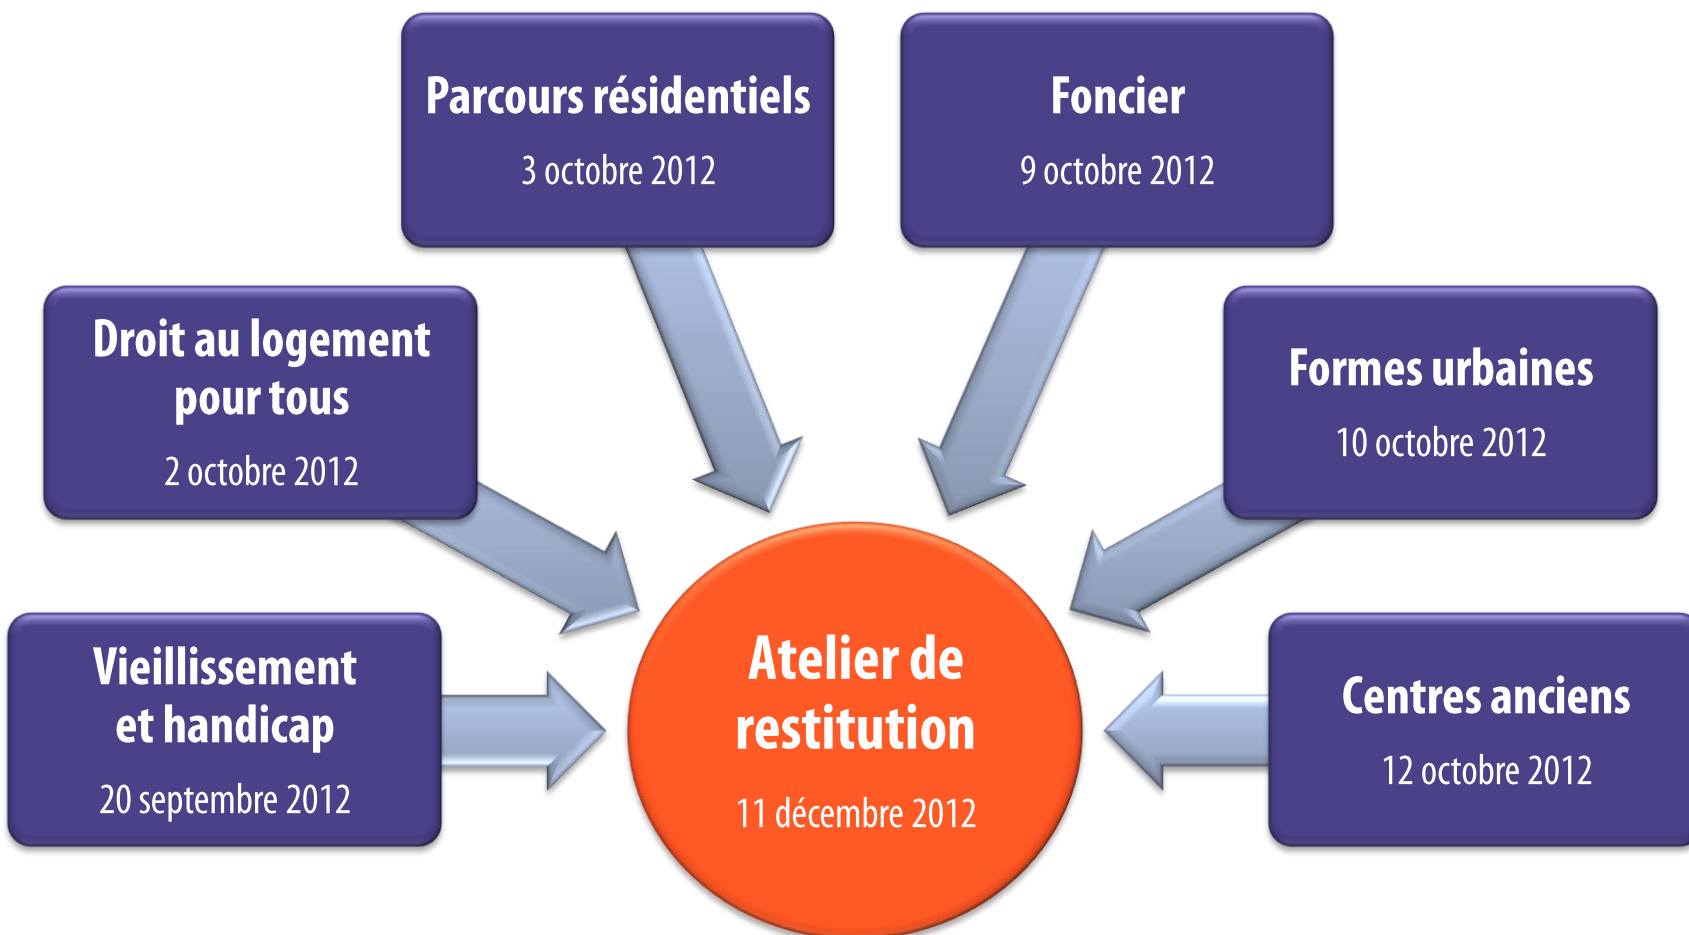 Parcours résidentiels
3 octobre 2012
Foncier
9 octobre 2012
Droit au logement
pour tous
2 octobre 2012
Formes urbaines
10 octobre 2012
Vieillissement
et handicap
20 septembre 2012
Atelier de
restitution
11 décembre 2012
Centres anciens
12 octobre 2012